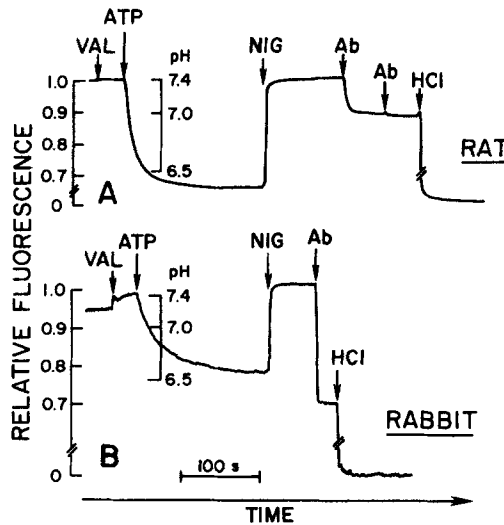 ATP
VAL
pH
NIG
Ab
Ab
HCl
1.0
7.4
0.9
7.0
0.8
0.7
6.5
0
A
RAT
RELATIVE FLUORESCENCE
ATP
VAL
pH
NIG
Ab
1.0
7.4
0.9
7.0
0.8
6.5
HCl
0.7
RABBIT
0
B
100 s
TIME